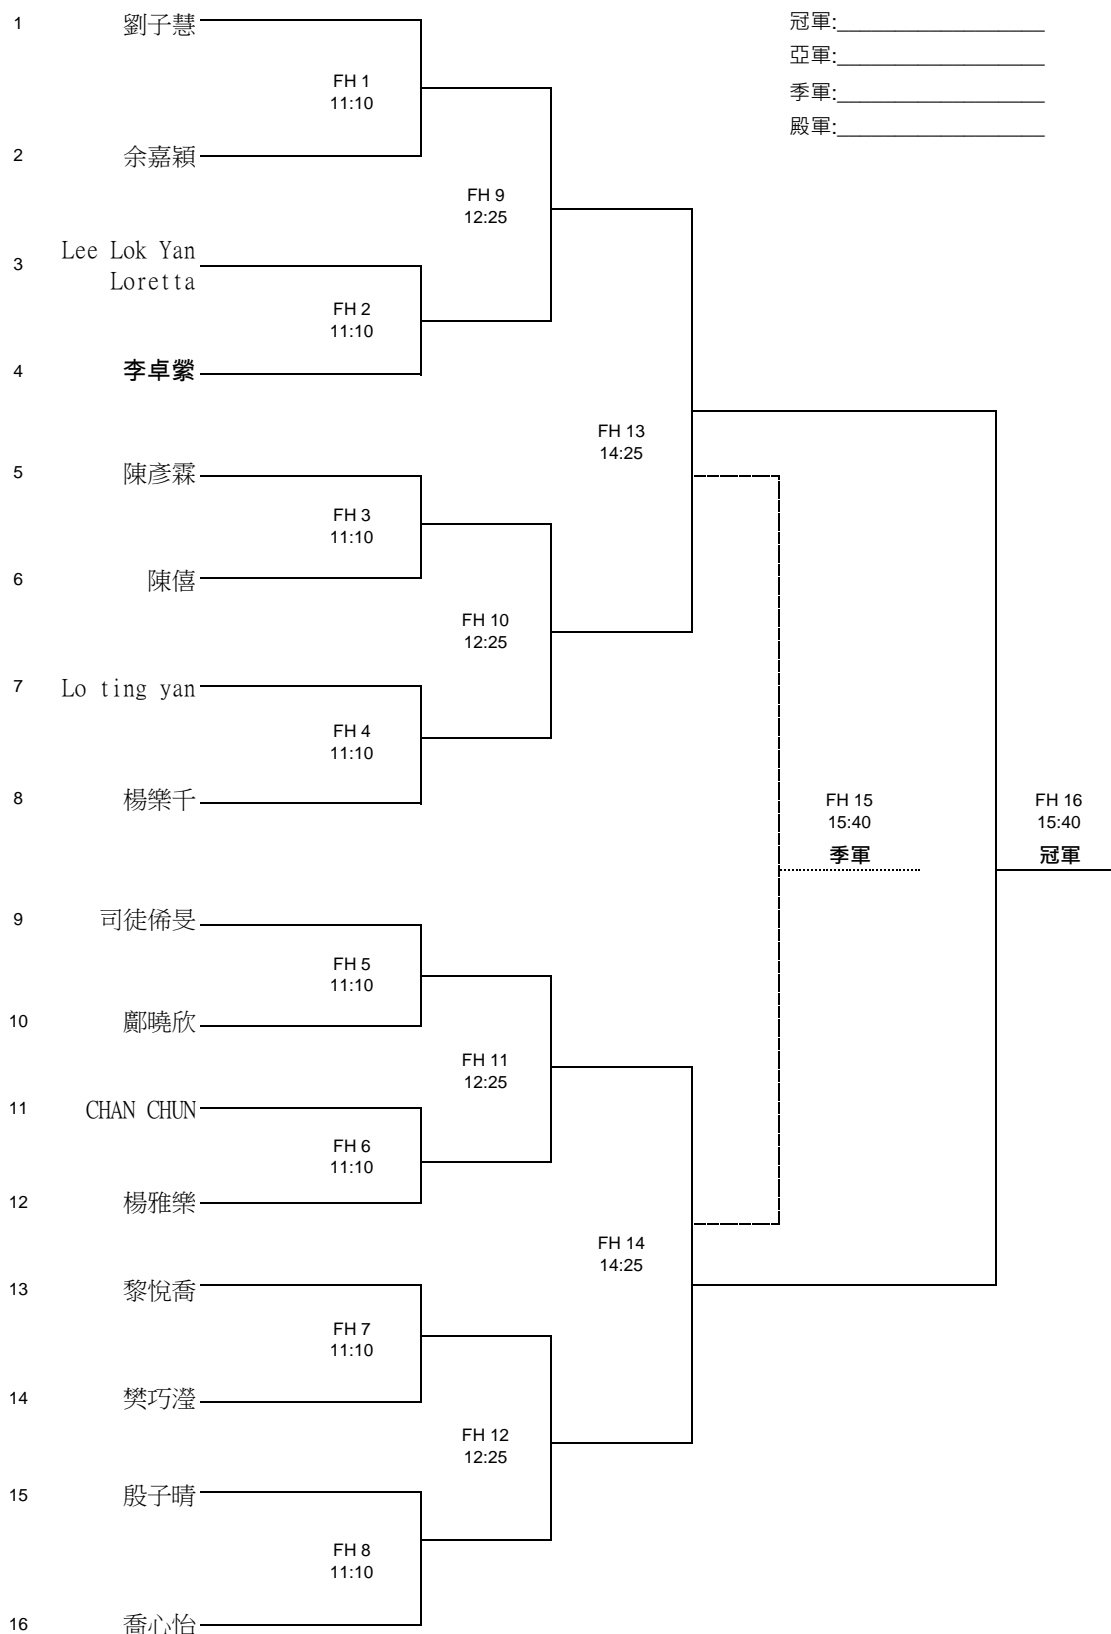 1 劉子慧
冠軍:____________________
亞軍:____________________
季軍:____________________
殿軍:____________________
FH 1
11:10
2 余嘉穎
FH 9
12:25
3 Lee Lok Yan
Loretta
FH 2
11:10
4 李卓縈
FH 13
14:25
5 陳彥霖
FH 3
11:10
6 陳僖
FH 10
12:25
7 Lo ting yan
FH 4
11:10
8 楊樂千
FH 15
15:40
季軍
FH 16
15:40
冠軍
9 司徒俙旻
FH 5
11:10
10 鄺曉欣
FH 11
12:25
11 CHAN CHUN
FH 6
11:10
12 楊雅樂
FH 14
14:25
13 黎悅喬
FH 7
11:10
14 樊巧瀅
FH 12
12:25
15 殷子晴
FH 8
11:10
16 喬心怡